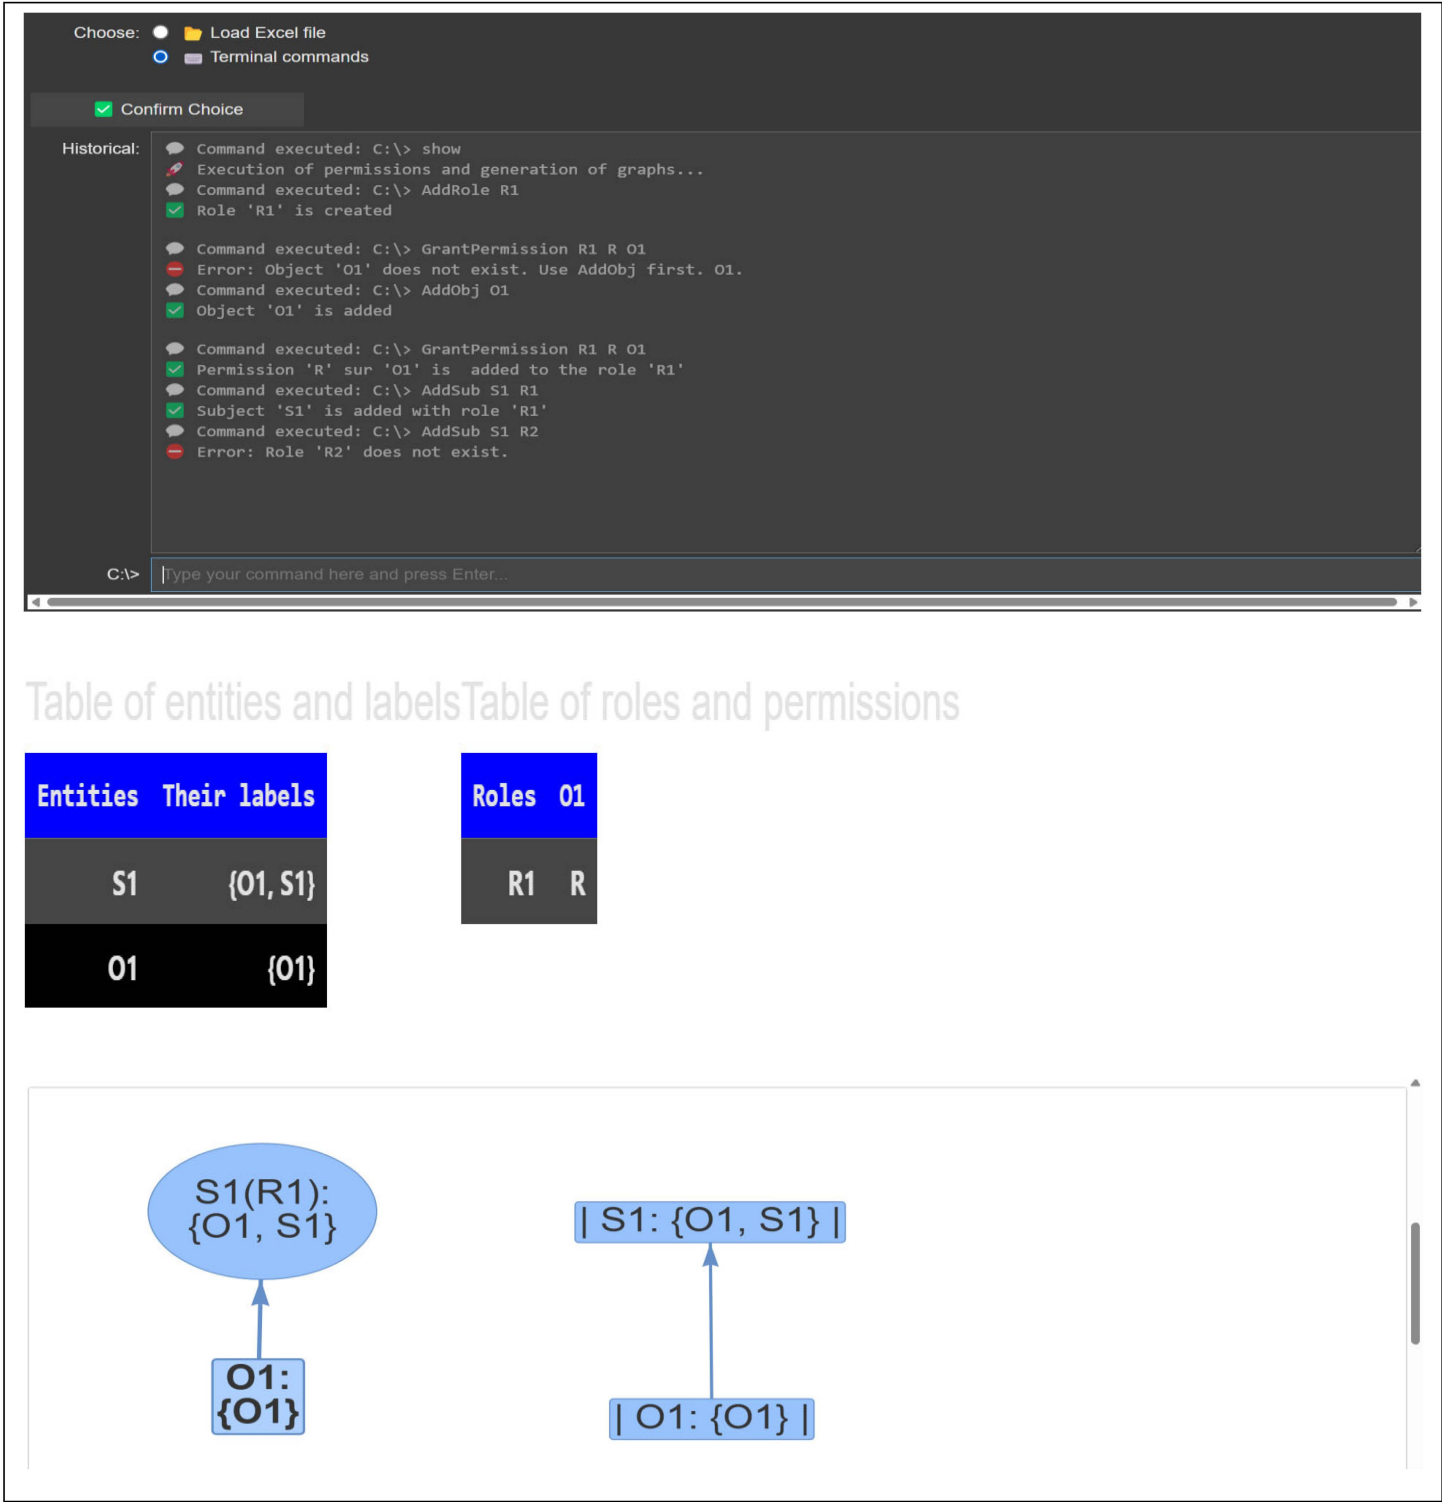 Choose: Load Excel file
Terminal commands
Confirm Choice
Historical:
Command executed: C:\> show
Execution of permissions and generation of graphs...
Command executed: C:\> AddRole R1
Role 'R1' is created
Command executed: C:\> GrantPermission R1 R O1
Error: Object 'O1' does not exist. Use AddObj first. O1.
Command executed: C:\> AddObj O1
Object 'O1' is added
Command executed: C:\> GrantPermission R1 R O1
Permission 'R' sur 'O1' is  added to the role 'R1'
Command executed: C:\> AddSub S1 R1
Subject 'S1' is added with role 'R1'
Command executed: C:\> AddSub S1 R2
Error: Role 'R2' does not exist.
C:\> Type your command here and press Enter...
Table of entities and labels
Entities Their labels
S1 {O1, S1}
O1 {O1}
Table of roles and permissions
Roles O1
R1 R
S1(R1):
{O1, S1}
O1:
{O1}
| S1: {O1, S1} |
| O1: {O1} |